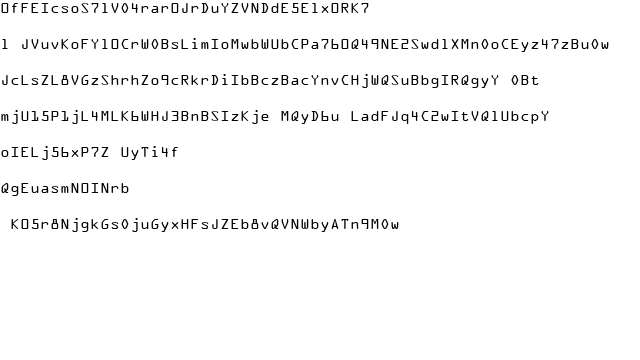 OfFEIcsoS7lV04rarOJrDuYZVNDdE5ElxORK7
l JVuvKoFYlOCrW0BsLimIoMwbWUbCPa76OQ49NE2SwdlXMn0oCEyz47zBu0w
JcLsZL8VGzShrhZo9cRkrDiIbBczBacYnvCHjWQSuBbgIRQgyY 0Bt
mjU15P1jL4MLK6WHJ3BnBSIzKje MQyD6u LadFJq4C2wItVQlUbcpY
oIELj56xP7Z UyTi4f
QgEuasmNOINrb
KO5r8NjgkGs0juGyxHFsJZEb8vQVNWbyATn9M0w